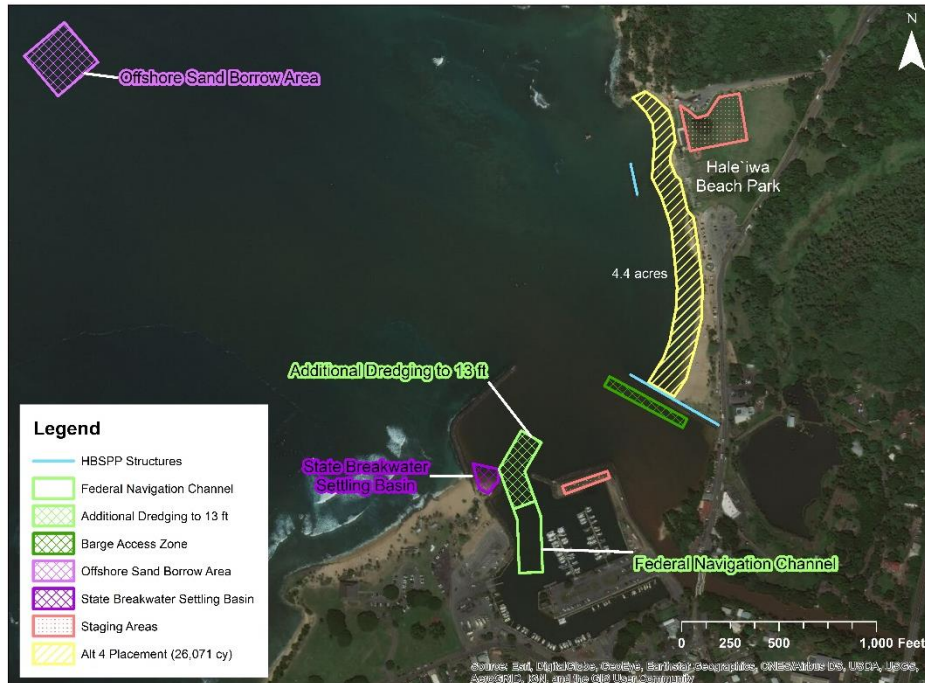 N
Offshore Sand Borrow Area
Hale`iwa
Beach Park
4.4 acres
Additional Dredging to 13 ft
State Breakwater
Settling Basin
Federal Navigation Channel
Legend
HBSPP Structures
Federal Navigation Channel
Additional Dredging to 13 ft
Barge Access Zone
Offshore Sand Borrow Area
State Breakwater Settling Basin
Staging Areas
Alt 4 Placement (26,071 cy)
0 250 500 1,000 Feet
Source: Esri, DigitalGlobe, GeoEye, Earthstar Geographics, CNES/Airbus DS, USDA, USGS,
AeroGRID, IGN, and the GIS User Community